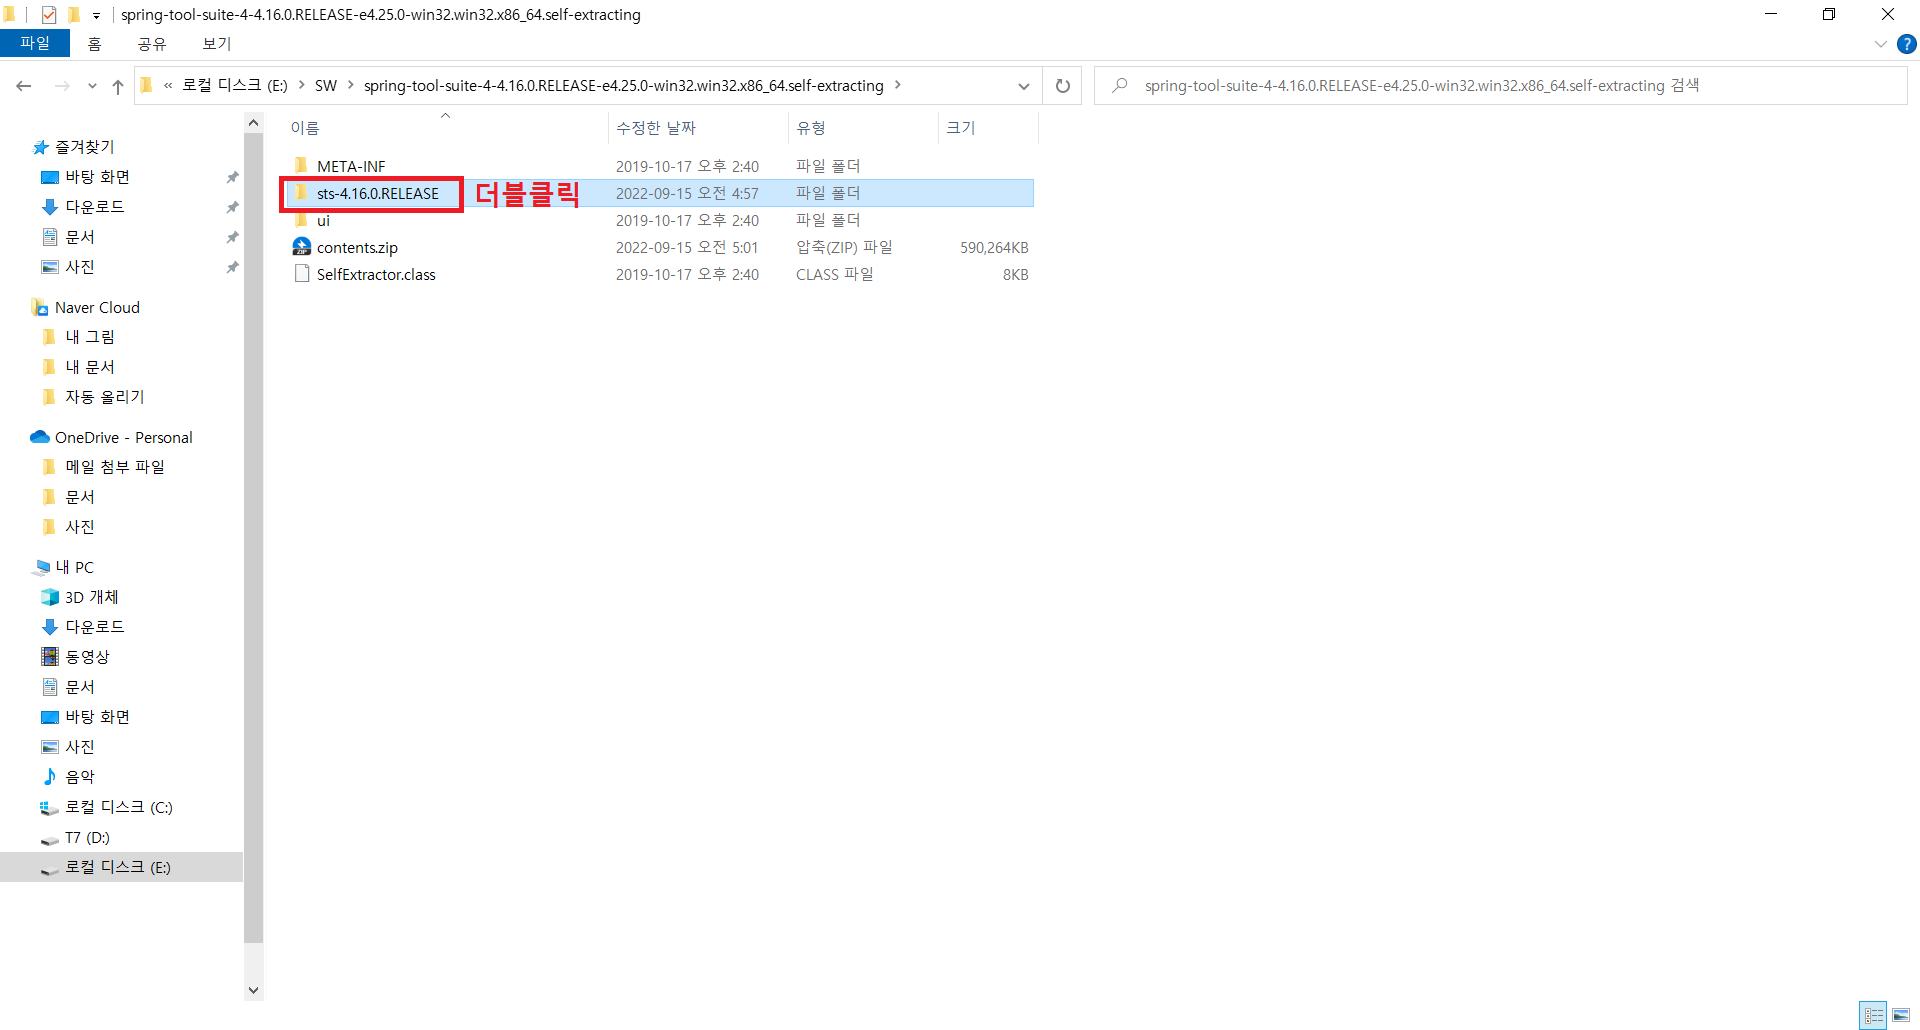 spring-tool-suite-4-4.16.0.RELEASE-e4.25.0-win32.win32.x86_64.self-extracting
파일 홈 공유 보기
« 로컬 디스크 (E:) > SW > spring-tool-suite-4-4.16.0.RELEASE-e4.25.0-win32.win32.x86_64.self-extracting >
spring-tool-suite-4-4.16.0.RELEASE-e4.25.0-win32.win32.x86_64.self-extracting 검색
즐겨찾기
바탕 화면
다운로드
문서
사진
Naver Cloud
내 그림
내 문서
자동 올리기
OneDrive - Personal
메일 첨부 파일
문서
사진
내 PC
3D 개체
다운로드
동영상
문서
바탕 화면
사진
음악
로컬 디스크 (C:)
T7 (D:)
로컬 디스크 (E:)
이름 수정한 날짜 유형 크기
META-INF 2019-10-17 오후 2:40 파일 폴더
sts-4.16.0.RELEASE 더블클릭 2022-09-15 오전 4:57 파일 폴더
ui 2019-10-17 오후 2:40 파일 폴더
contents.zip 2022-09-15 오전 5:01 압축(ZIP) 파일 590,264KB
SelfExtractor.class 2019-10-17 오후 2:40 CLASS 파일 8KB